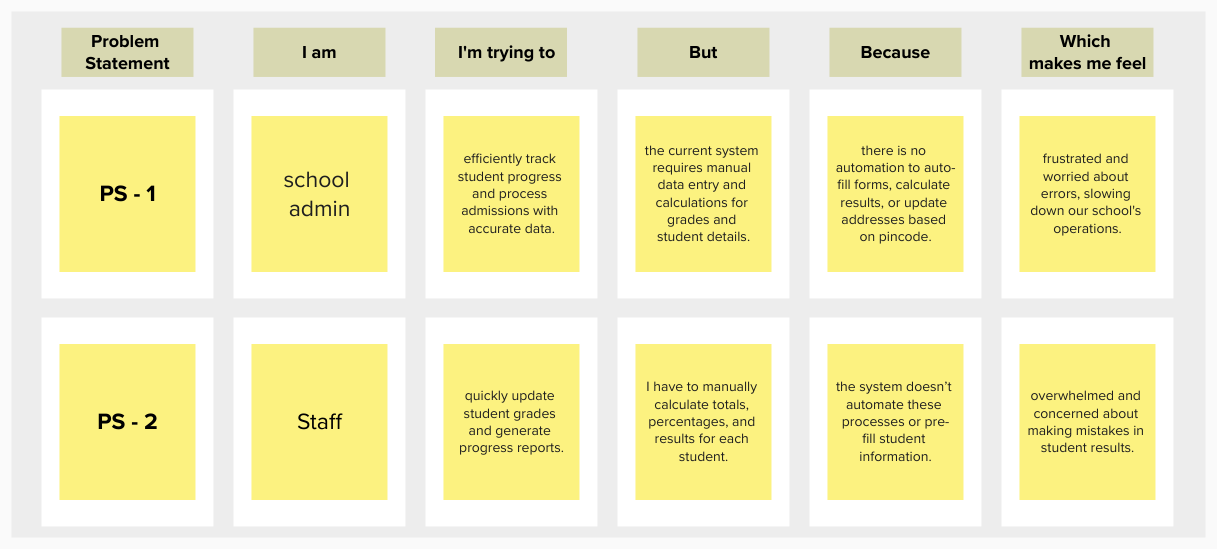 Problem
Statement
I am
I'm trying to
But
Because
Which
makes me feel
PS - 1
school
admin
efficiently track
student progress
and process
admissions with
accurate data.
the current system
requires manual
data entry and
calculations for
grades and
student details.
there is no
automation to auto-
fill forms, calculate
results, or update
addresses based
on pincode.
frustrated and
worried about
errors, slowing
down our school's
operations.
PS - 2
Staff
quickly update
student grades
and generate
progress reports.
I have to manually
calculate totals,
percentages, and
results for each
student.
the system doesn’t
automate these
processes or pre-
fill student
information.
overwhelmed and
concerned about
making mistakes in
student results.